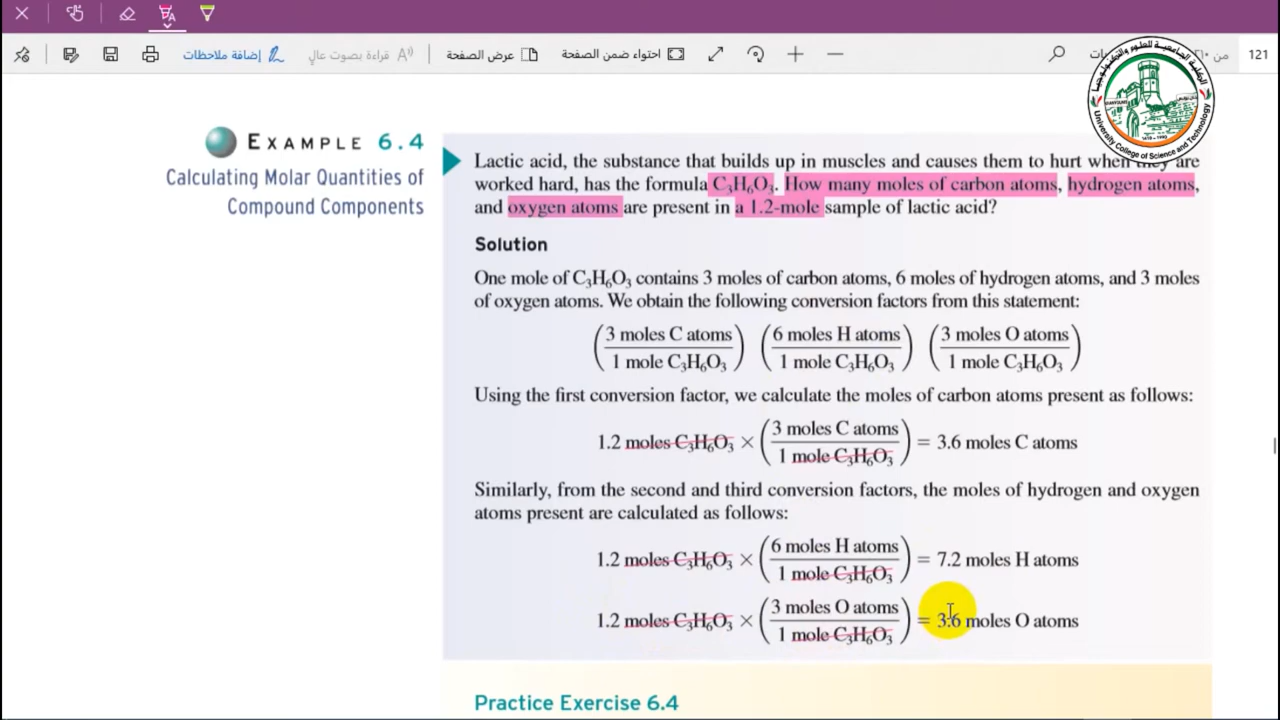 إضافة ملاحظات
قراءة بصوت عالٍ
عرض الصفحة
احتواء ضمن الصفحة
من
121
University College of Science and Technology
EXAMPLE 6.4
Calculating Molar Quantities of
Compound Components
Lactic acid, the substance that builds up in muscles and causes them to hurt when they are
worked hard, has the formula C₃H₆O₃. How many moles of carbon atoms, hydrogen atoms,
and oxygen atoms are present in a 1.2-mole sample of lactic acid?
Solution
One mole of C₃H₆O₃ contains 3 moles of carbon atoms, 6 moles of hydrogen atoms, and 3 moles
of oxygen atoms. We obtain the following conversion factors from this statement:
(3 moles C atoms / 1 mole C₃H₆O₃) (6 moles H atoms / 1 mole C₃H₆O₃) (3 moles O atoms / 1 mole C₃H₆O₃)
Using the first conversion factor, we calculate the moles of carbon atoms present as follows:
1.2 moles C₃H₆O₃ × (3 moles C atoms / 1 mole C₃H₆O₃) = 3.6 moles C atoms
Similarly, from the second and third conversion factors, the moles of hydrogen and oxygen
atoms present are calculated as follows:
1.2 moles C₃H₆O₃ × (6 moles H atoms / 1 mole C₃H₆O₃) = 7.2 moles H atoms
1.2 moles C₃H₆O₃ × (3 moles O atoms / 1 mole C₃H₆O₃) = 3.6 moles O atoms
Practice Exercise 6.4